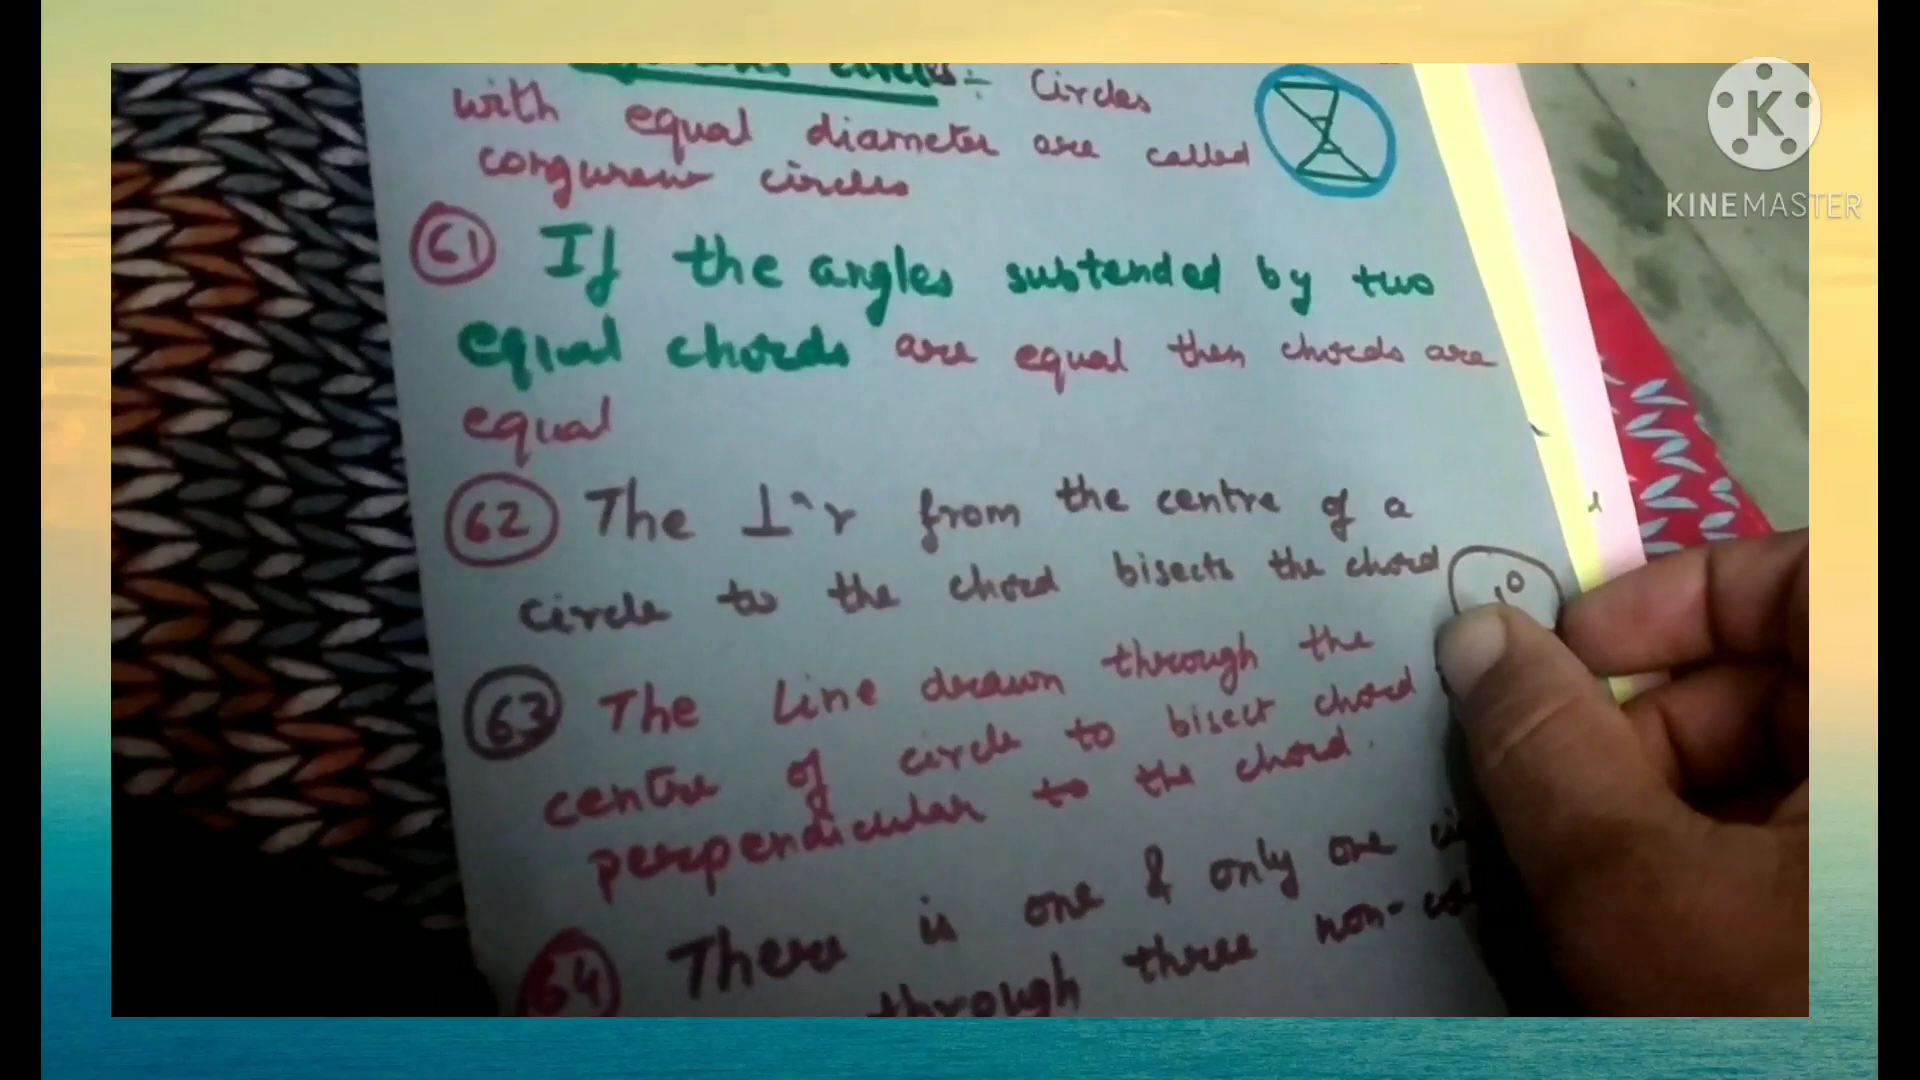 circles:- Circles
with equal diameter are called
congurent circles
61 If the angles subtended by two
equal chords are equal then chords are
equal
62 The ⊥^r from the centre of a
circle to the chord bisects the chord
63 The Line drawn through the
centre of circle to bisect chord
perpendicular to the chord.
64 There is one & only one
through three non-
K
KINEMASTER